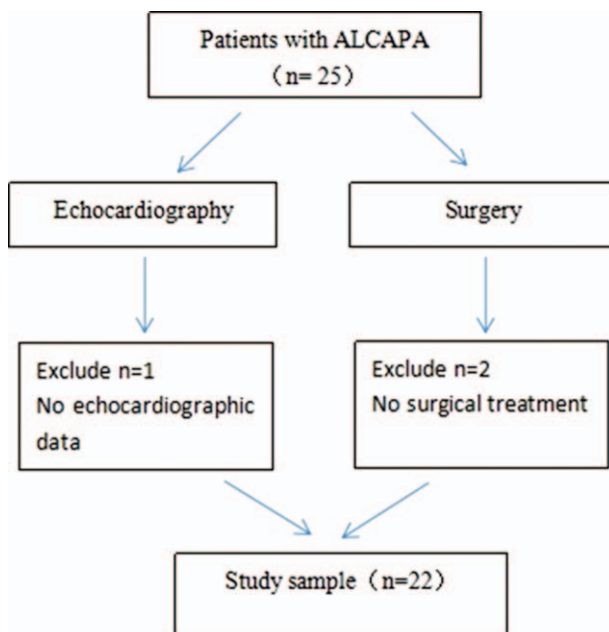 Patients with ALCAPA
（n= 25）
Echocardiography
Surgery
Exclude n=1
No echocardiographic
data
Exclude n=2
No surgical treatment
Study sample（n=22）